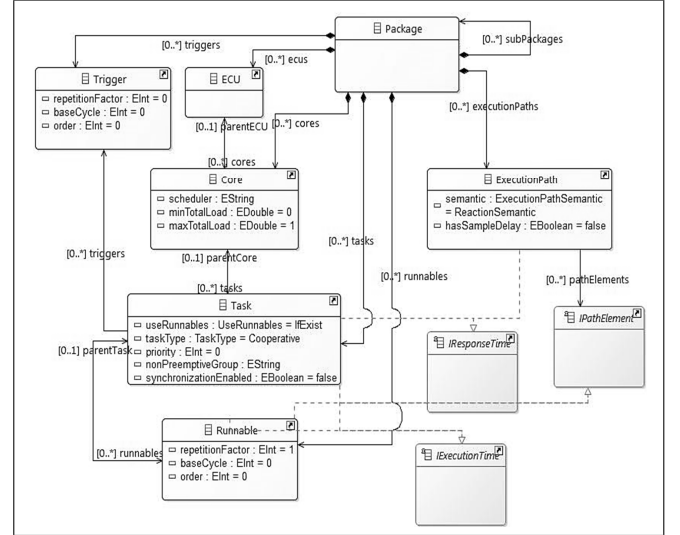 Package
[0..*] subPackages
[0..*] triggers
[0..*] ecus
Trigger
repetitionFactor : EInt = 0
baseCycle : EInt = 0
order : EInt = 0
ECU
[0..*] executionPaths
[0..1] parentECU
[0..*] cores
[0..*] cores
Core
scheduler : EString
minTotalLoad : EDouble = 0
maxTotalLoad : EDouble = 1
ExecutionPath
semantic : ExecutionPathSemantic
= ReactionSemantic
hasSampleDelay : EBoolean = false
[0..*] triggers
[0..1] parentCore
[0..*] tasks
[0..*] tasks
[0..*] runnables
[0..*] pathElements
Task
useRunnables : UseRunnables = IfExist
taskType : TaskType = Cooperative
priority : EInt = 0
nonPreemptiveGroup : EString
synchronizationEnabled : EBoolean = false
[0..1] parentTask
IPathElement
IResponseTime
Runnable
repetitionFactor : EInt = 1
baseCycle : EInt = 0
order : EInt = 0
[0..*] runnables
IExecutionTime